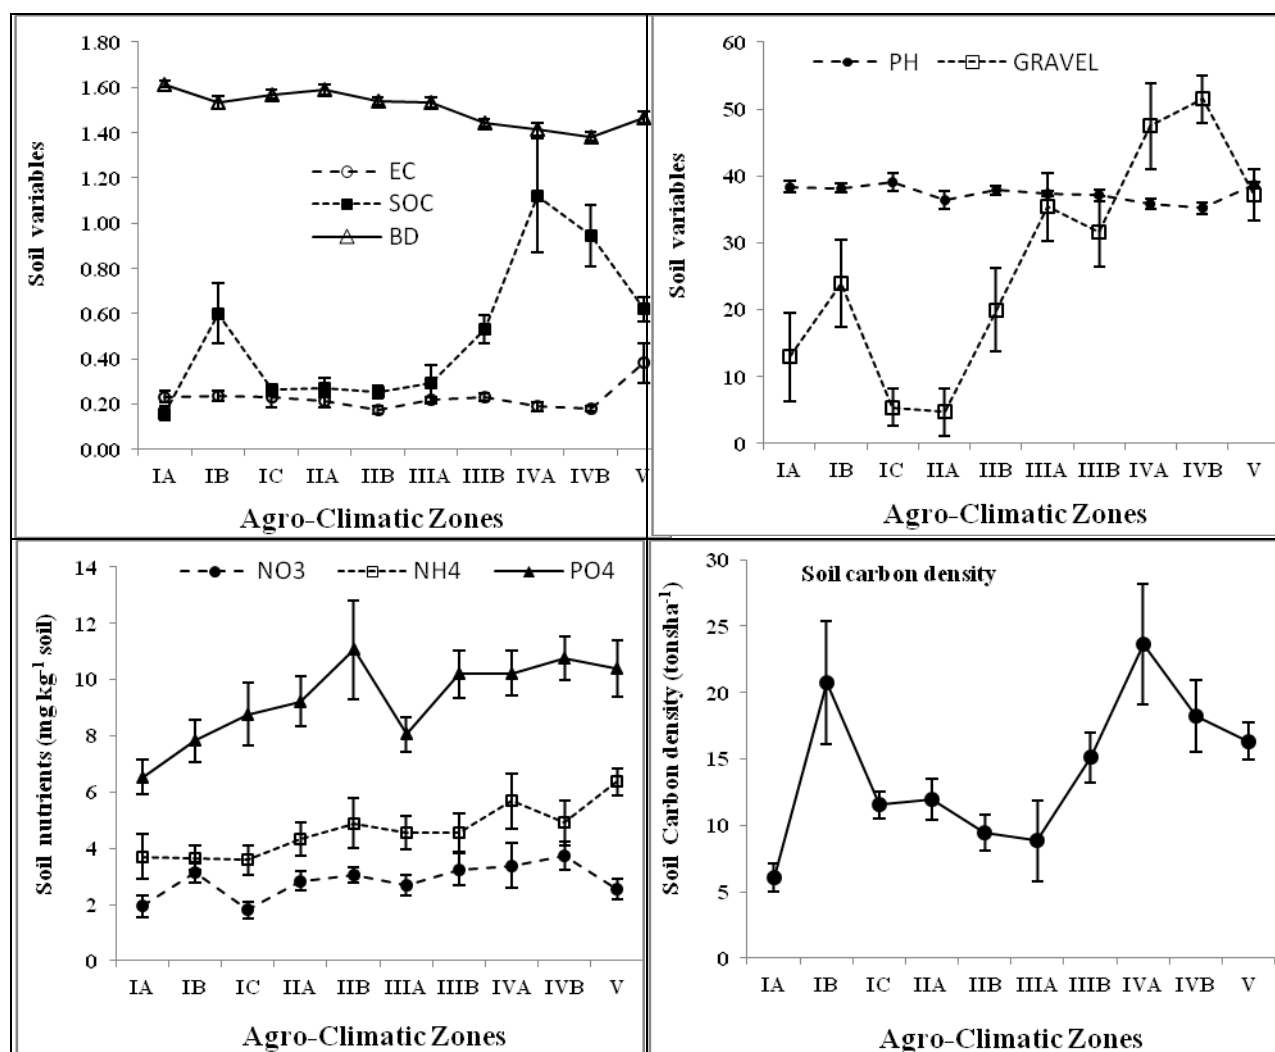 1.80
1.60
1.40
1.20
1.00
0.80
0.60
0.40
0.20
0.00
Soil variables
EC
SOC
BD
IA IB IC IIA IIB IIIA IIIB IVA IVB V
Agro-Climatic Zones
60
50
40
30
20
10
0
Soil variables
PH GRAVEL
IA IB IC IIA IIB IIIA IIIB IVA IVB V
Agro-Climatic Zones
14
12
10
8
6
4
2
0
Soil nutrients (mg kg-1 soil)
NO3 NH4 PO4
IA IB IC IIA IIB IIIA IIIB IVA IVB V
Agro-Climatic Zones
30
25
20
15
10
5
0
Soil Carbon density (tonsha-1)
Soil carbon density
IA IB IC IIA IIB IIIA IIIB IVA IVB V
Agro-Climatic Zones